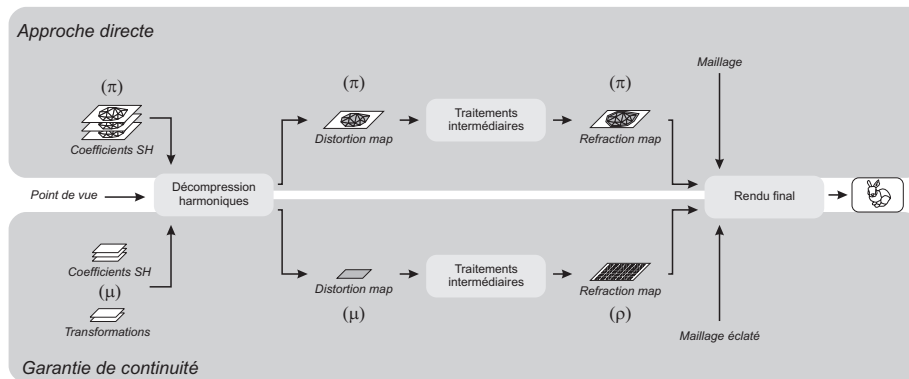 Approche directe
(π)
Coefficients SH
(π)
Distortion map
Traitements
intermédiaires
(π)
Refraction map
Maillage
Point de vue
Décompression
harmoniques
Rendu final
Coefficients SH
(μ)
Transformations
Distortion map
(μ)
Traitements
intermédiaires
Refraction map
(ρ)
Maillage éclaté
Garantie de continuité